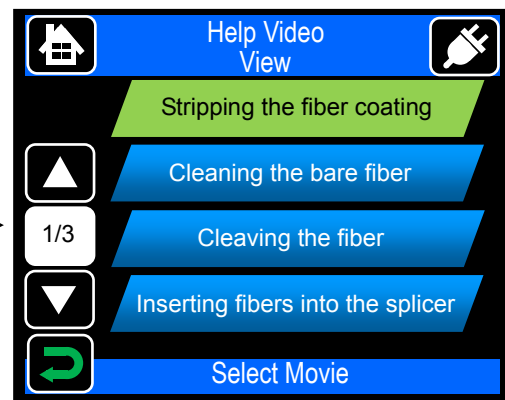 Help Video
View
Stripping the fiber coating
Cleaning the bare fiber
1/3
Cleaving the fiber
Inserting fibers into the splicer
Select Movie